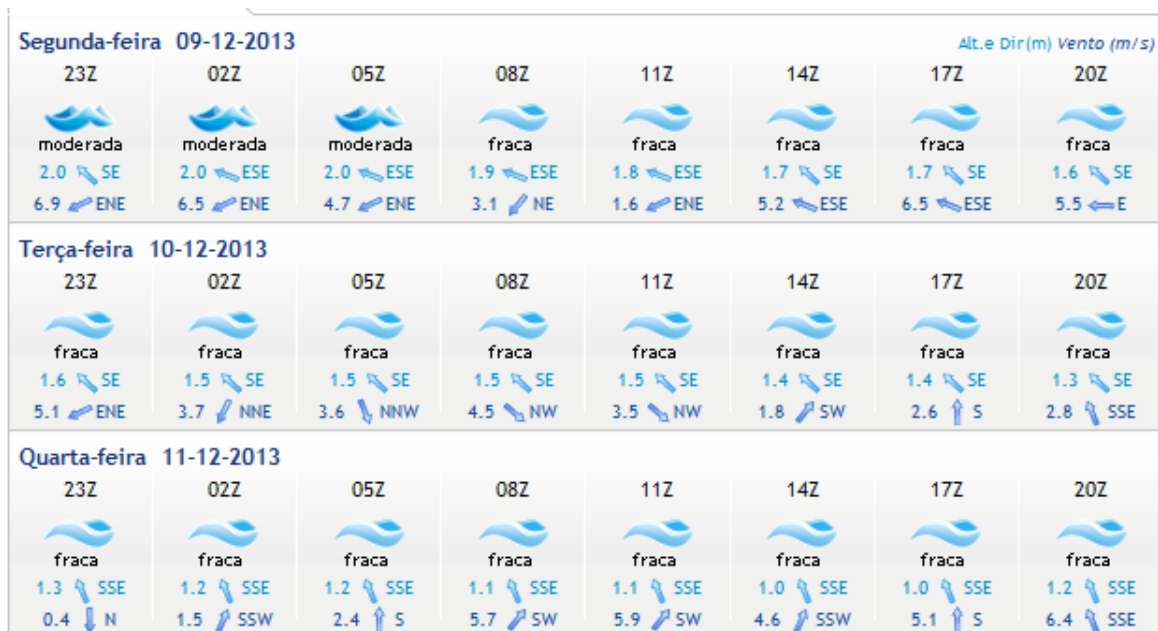 Segunda-feira 09-12-2013 Alt.e Dir(m) Vento (m/s)
23Z 02Z 05Z 08Z 11Z 14Z 17Z 20Z
moderada moderada moderada fraca fraca fraca fraca fraca
2.0 SE 2.0 ESE 2.0 ESE 1.9 ESE 1.8 ESE 1.7 SE 1.7 SE 1.6 SE
6.9 ENE 6.5 ENE 4.7 ENE 3.1 NE 1.6 ENE 5.2 ESE 6.5 ESE 5.5 E
Terça-feira 10-12-2013
23Z 02Z 05Z 08Z 11Z 14Z 17Z 20Z
fraca fraca fraca fraca fraca fraca fraca fraca
1.6 SE 1.5 SE 1.5 SE 1.5 SE 1.5 SE 1.4 SE 1.4 SE 1.3 SE
5.1 ENE 3.7 NNE 3.6 NNW 4.5 NW 3.5 NW 1.8 SW 2.6 S 2.8 SSE
Quarta-feira 11-12-2013
23Z 02Z 05Z 08Z 11Z 14Z 17Z 20Z
fraca fraca fraca fraca fraca fraca fraca fraca
1.3 SSE 1.2 SSE 1.2 SSE 1.1 SSE 1.1 SSE 1.0 SSE 1.0 SSE 1.2 SSE
0.4 N 1.5 SSW 2.4 S 5.7 SW 5.9 SW 4.6 SSW 5.1 S 6.4 SSE